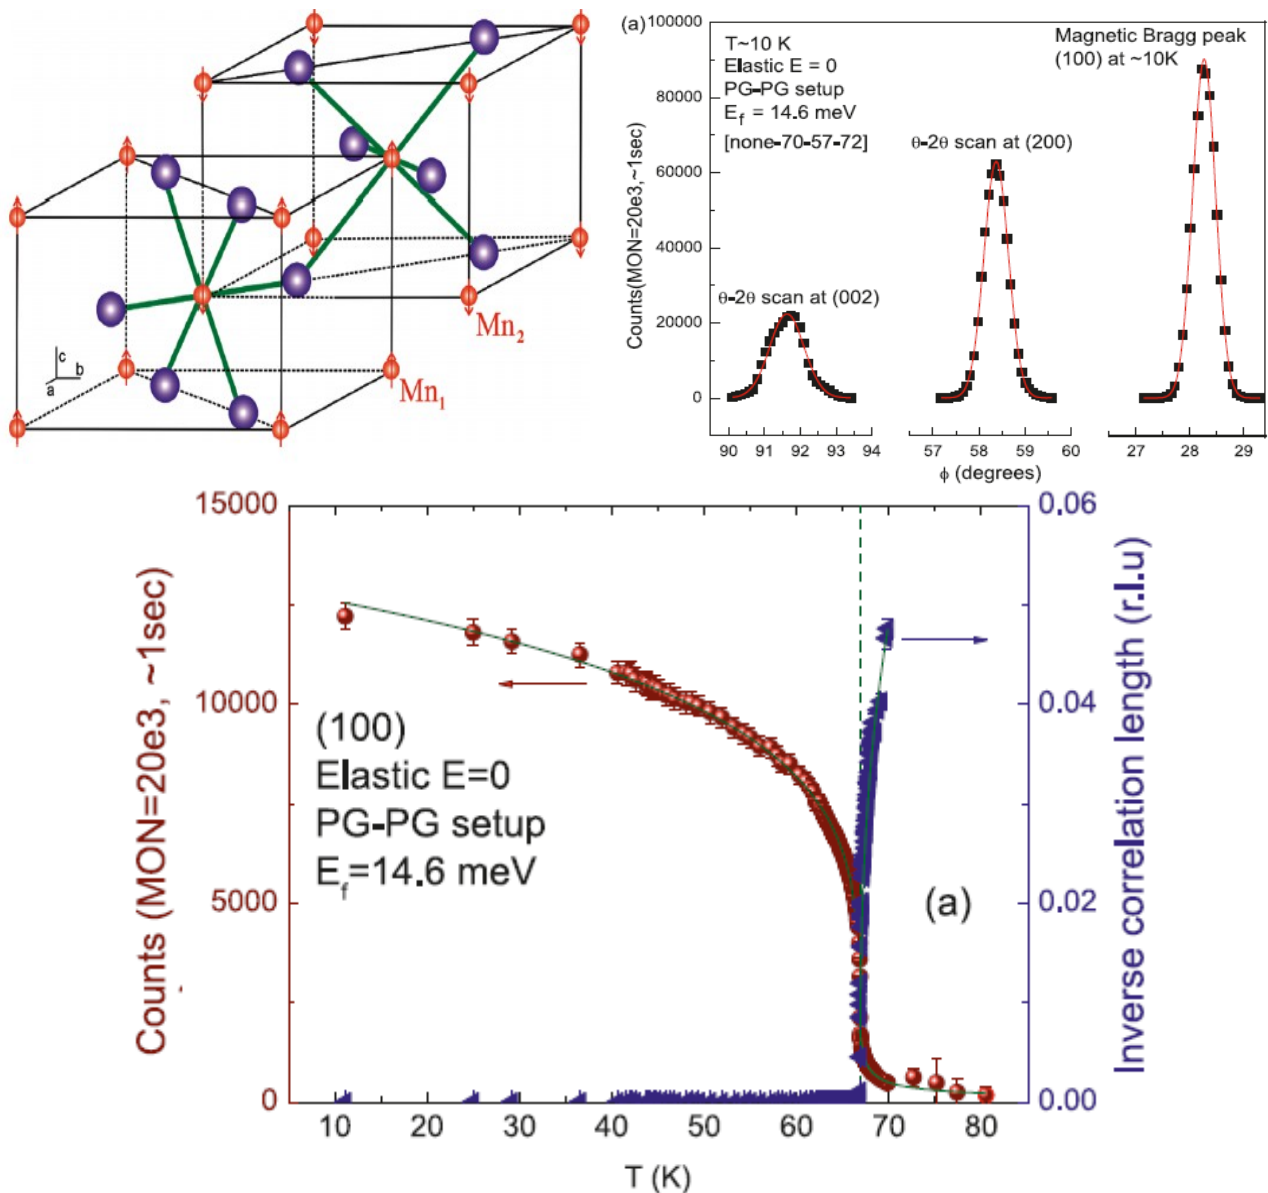 c
b
a
Mn2
Mn1
(a)
T~10 K
Elastic E = 0
PG-PG setup
E_f = 14.6 meV
[none-70-57-72]
θ-2θ scan at (002)
θ-2θ scan at (200)
Magnetic Bragg peak
(100) at ~10K
Counts(MON=20e3,~1sec)
100000
80000
60000
40000
20000
0
90 91 92 93 94
57 58 59 60
27 28 29
ϕ (degrees)
15000
10000
5000
0
Counts (MON=20e3, ~1sec)
(100)
Elastic E=0
PG-PG setup
E_f=14.6 meV
(a)
0.06
0.04
0.02
0.00
Inverse correlation length (r.l.u)
10 20 30 40 50 60 70 80
T (K)